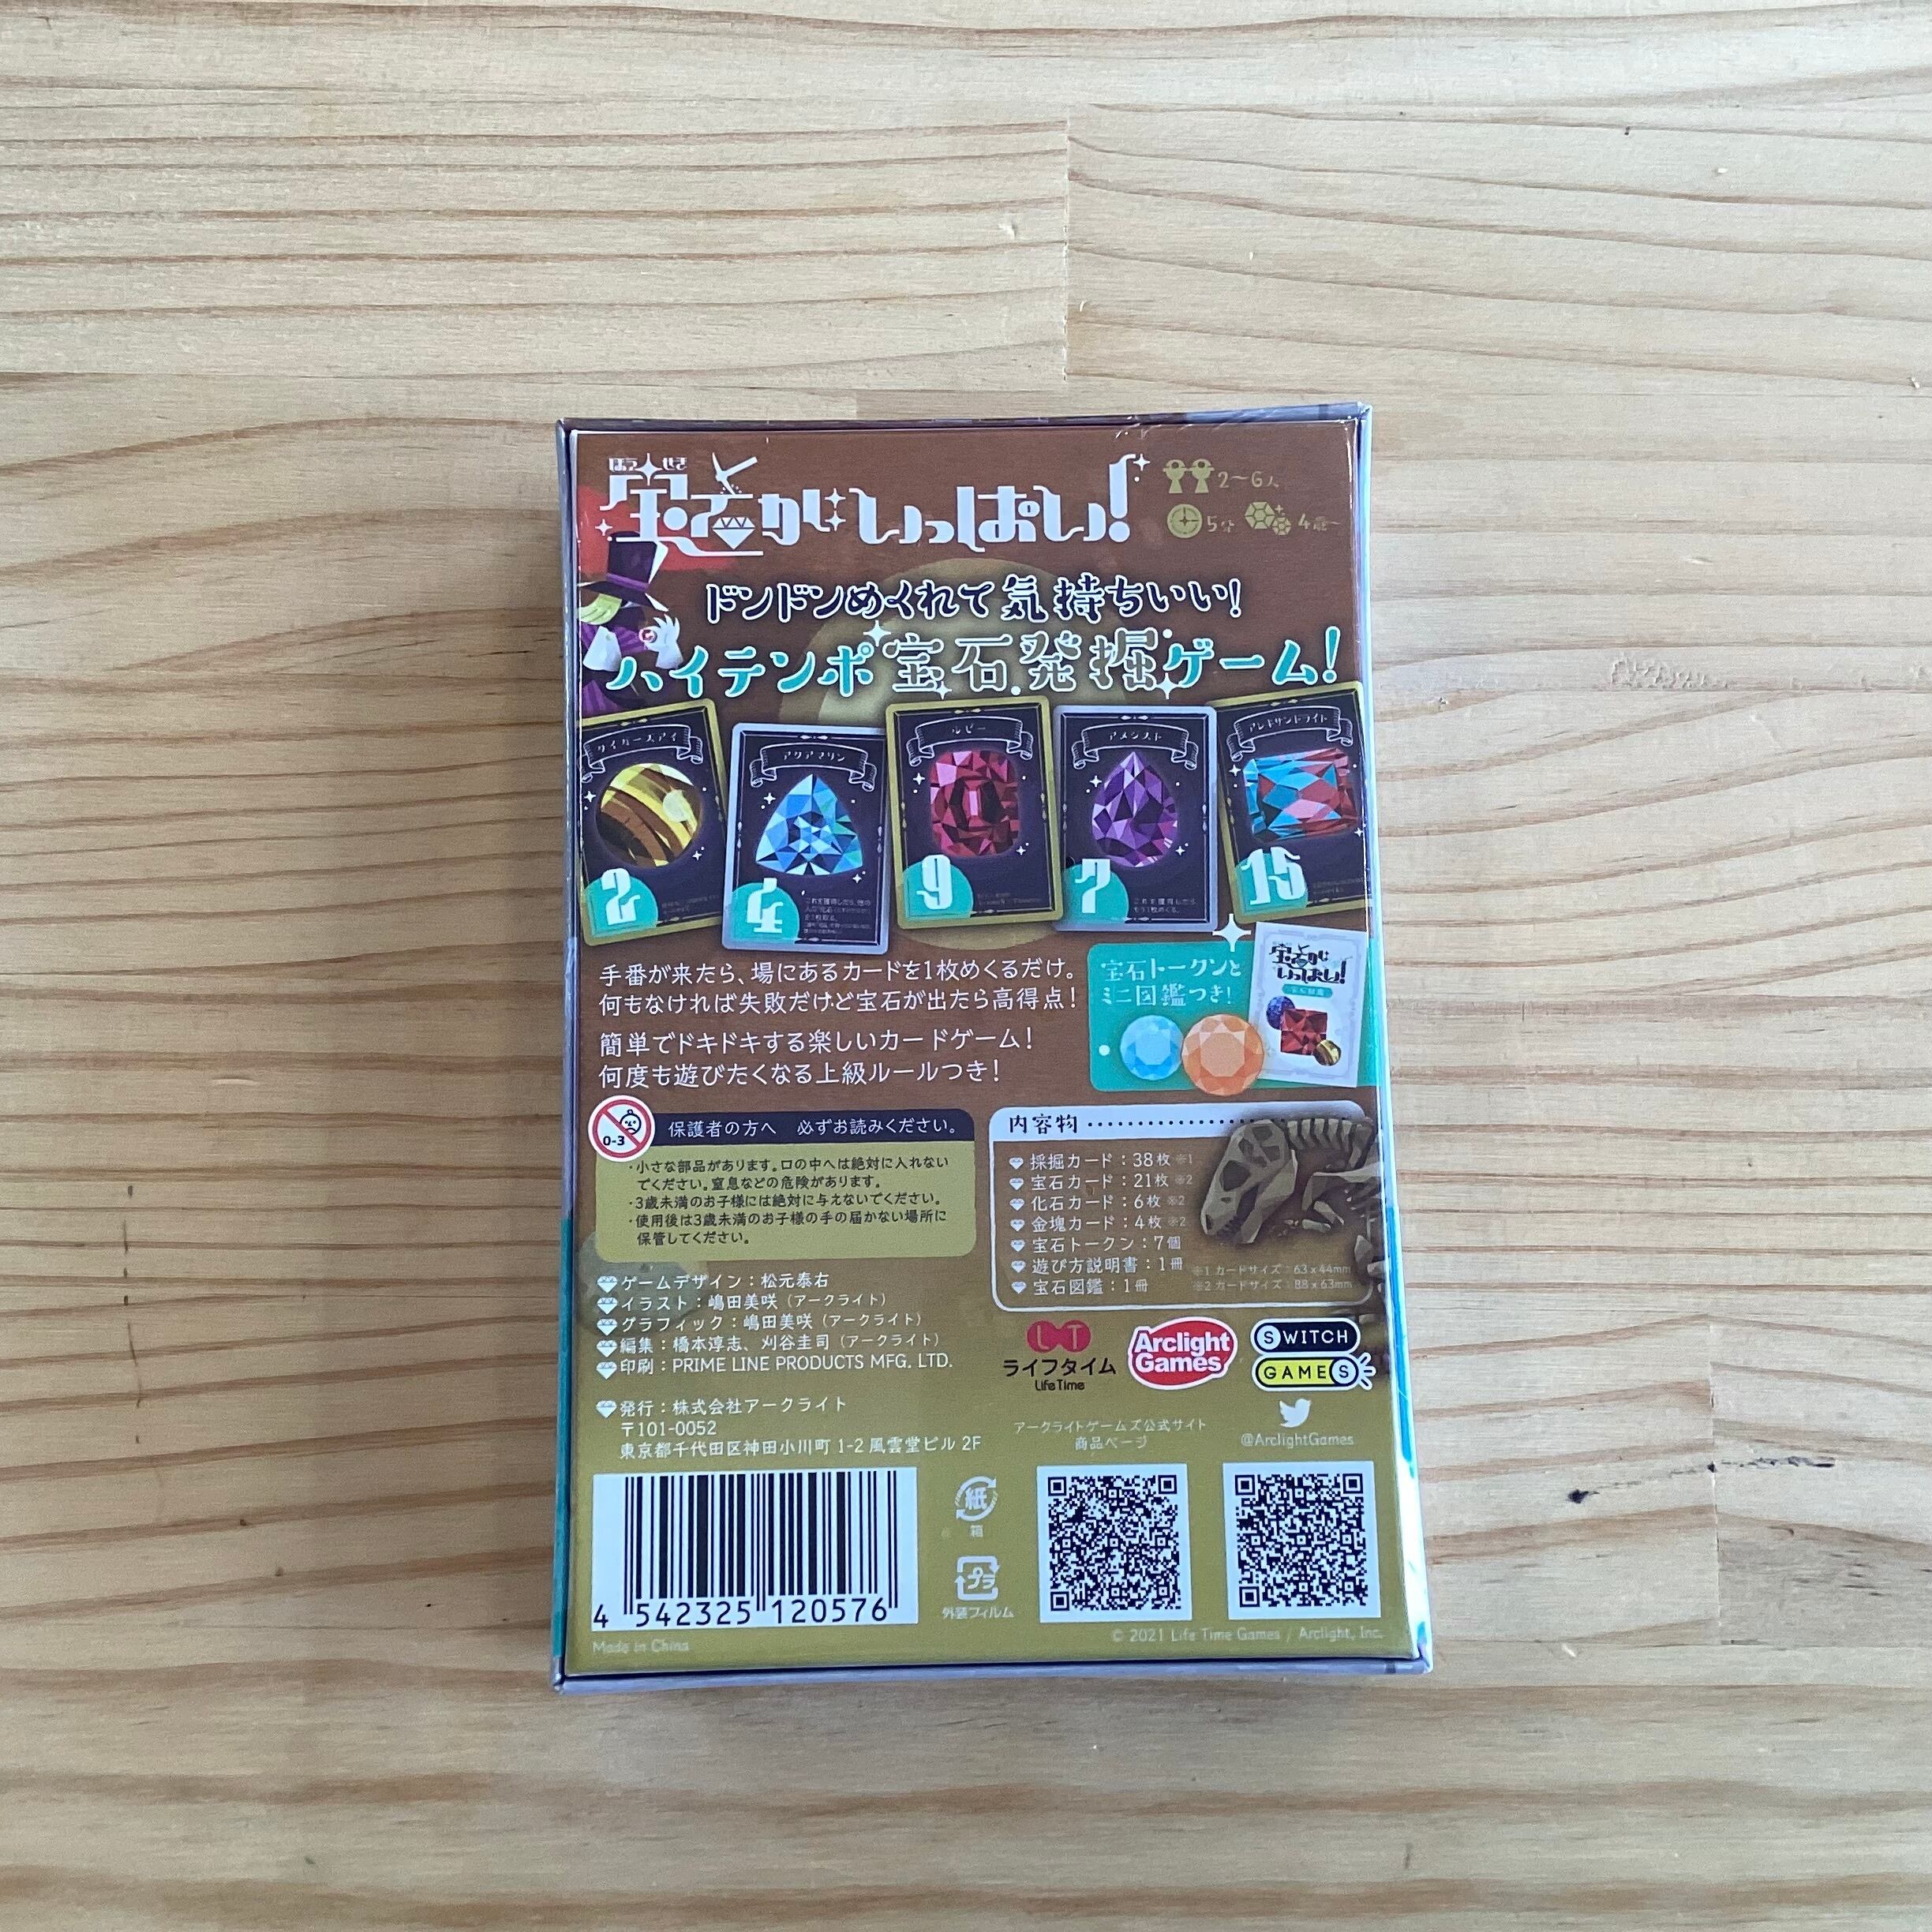 ほう せき
宝石がいっぱい!
2〜6人
5分 4歳〜
ドンドンめくれて気持ちいい!
ハイテンポ宝石発掘ゲーム!
タイガーズアイ
2
アクアマリン
4
ルビー
9
アメシスト
7
これを獲得したら
もう1枚めくる。
アレキサンドライト
15
手番が来たら、場にあるカードを1枚めくるだけ。
何もなければ失敗だけど宝石が出たら高得点!
簡単でドキドキする楽しいカードゲーム!
何度も遊びたくなる上級ルールつき!
宝石トークンと
ミニ図鑑つき!
宝石が
いっぱい!
0-3
保護者の方へ 必ずお読みください。
・小さな部品があります。口の中へは絶対に入れない
でください。窒息などの危険があります。
・3歳未満のお子様には絶対に与えないでください。
・使用後は3歳未満のお子様の手の届かない場所に
保管してください。
内容物
採掘カード:38枚 ※1
宝石カード:21枚 ※2
化石カード:6枚 ※2
金塊カード:4枚 ※2
宝石トークン:7個
遊び方説明書:1冊
宝石図鑑:1冊
※1 カードサイズ:63x44mm
※2 カードサイズ:88x63mm
ゲームデザイン:松元泰右
イラスト:嶋田美咲(アークライト)
グラフィック:嶋田美咲(アークライト)
編集:橋本淳志、刈谷圭司(アークライト)
印刷:PRIME LINE PRODUCTS MFG. LTD.
LT
ライフタイム
Life Time
Arclight
Games
SWITCH
GAMES
発行:株式会社アークライト
〒101-0052
東京都千代田区神田小川町 1-2 風雲堂ビル 2F
アークライトゲームズ公式サイト
商品ページ
@ArclightGames
4 542325 120576
紙
箱
プラ
外装フィルム
Made in China
© 2021 Life Time Games / Arclight, Inc.